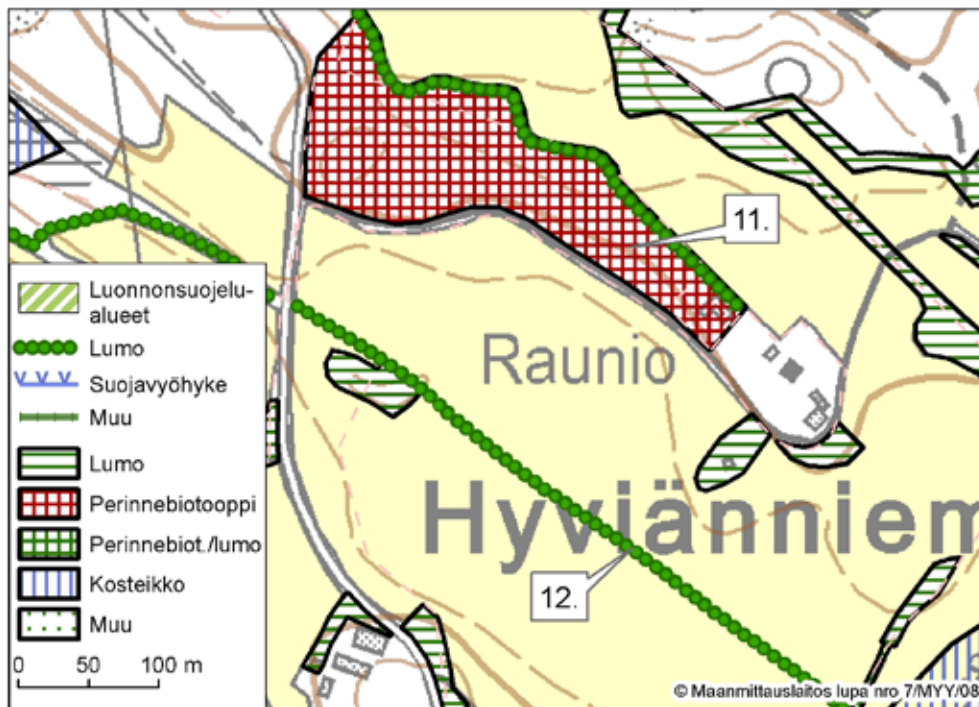 11.
Raunio
Hyviänniem
12.
Luonnonsuojelu-
alueet
Lumo
Suojavyöhyke
Muu
Lumo
Perinnebiotooppi
Perinnebiot./lumo
Kosteikko
Muu
0 50 100 m
© Maanmittauslaitos lupa nro 7/MYY/08